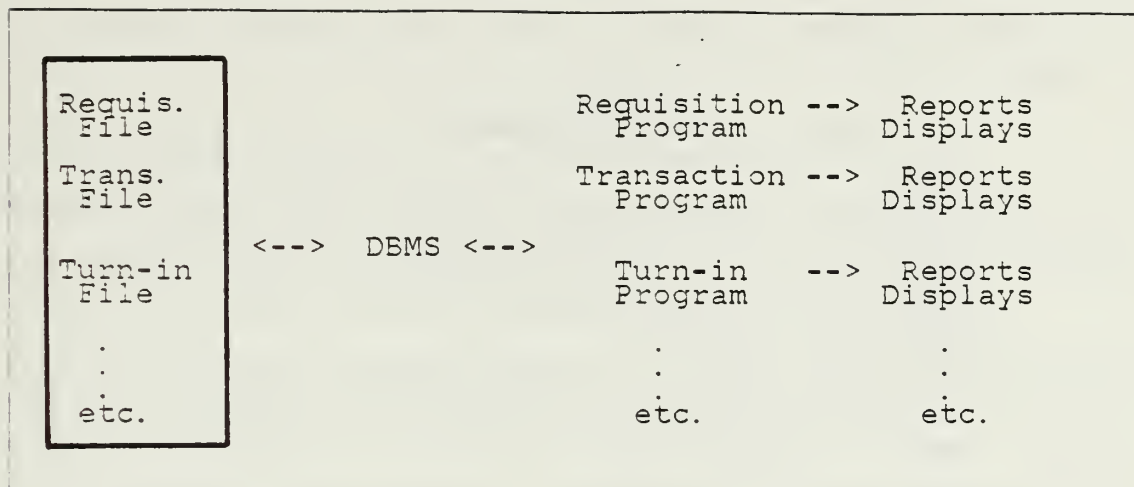 Requis.      Requisition --> Reports
File         Program         Displays
Trans.       Transaction --> Reports
File         Program         Displays
<--> DBMS <-->
Turn-in      Turn-in     --> Reports
File         Program         Displays
.            .               .
.            .               .
.            .               .
etc.         etc.            etc.